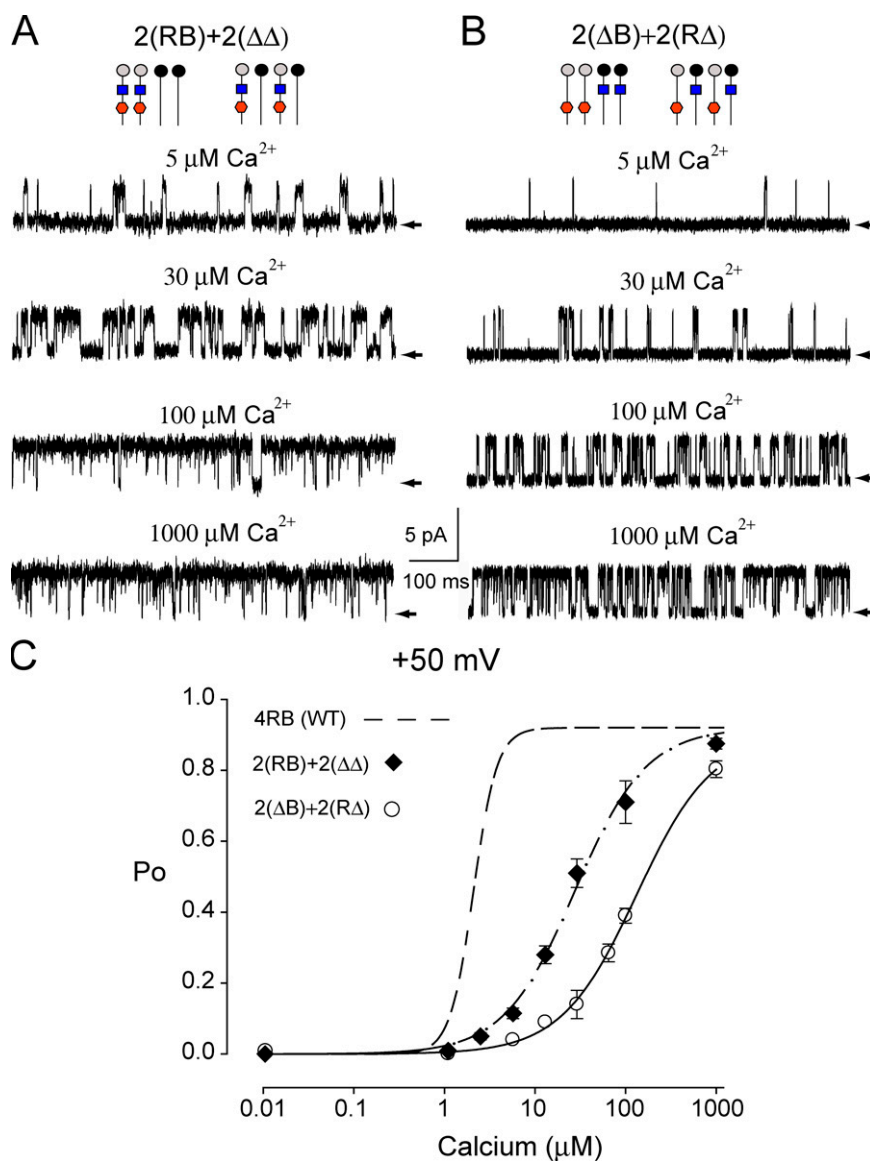 A
2(RB)+2(ΔΔ)
5 μM Ca2+
30 μM Ca2+
100 μM Ca2+
1000 μM Ca2+
B
2(ΔB)+2(RΔ)
5 μM Ca2+
30 μM Ca2+
100 μM Ca2+
1000 μM Ca2+
5 pA
100 ms
C
+50 mV
4RB (WT)
2(RB)+2(ΔΔ)
2(ΔB)+2(RΔ)
Po
1.0
0.8
0.6
0.4
0.2
0.0
0.01 0.1 1 10 100 1000
Calcium (μM)